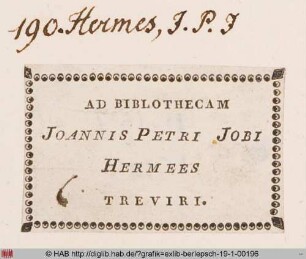 190. Hermes, J. P. J
AD BIBLOTHECAM
JOANNIS PETRI JOBI
HERMEES
TREVIRI.
© HAB http://diglib.hab.de/?grafik=exlib-berlepsch-19-1-00196